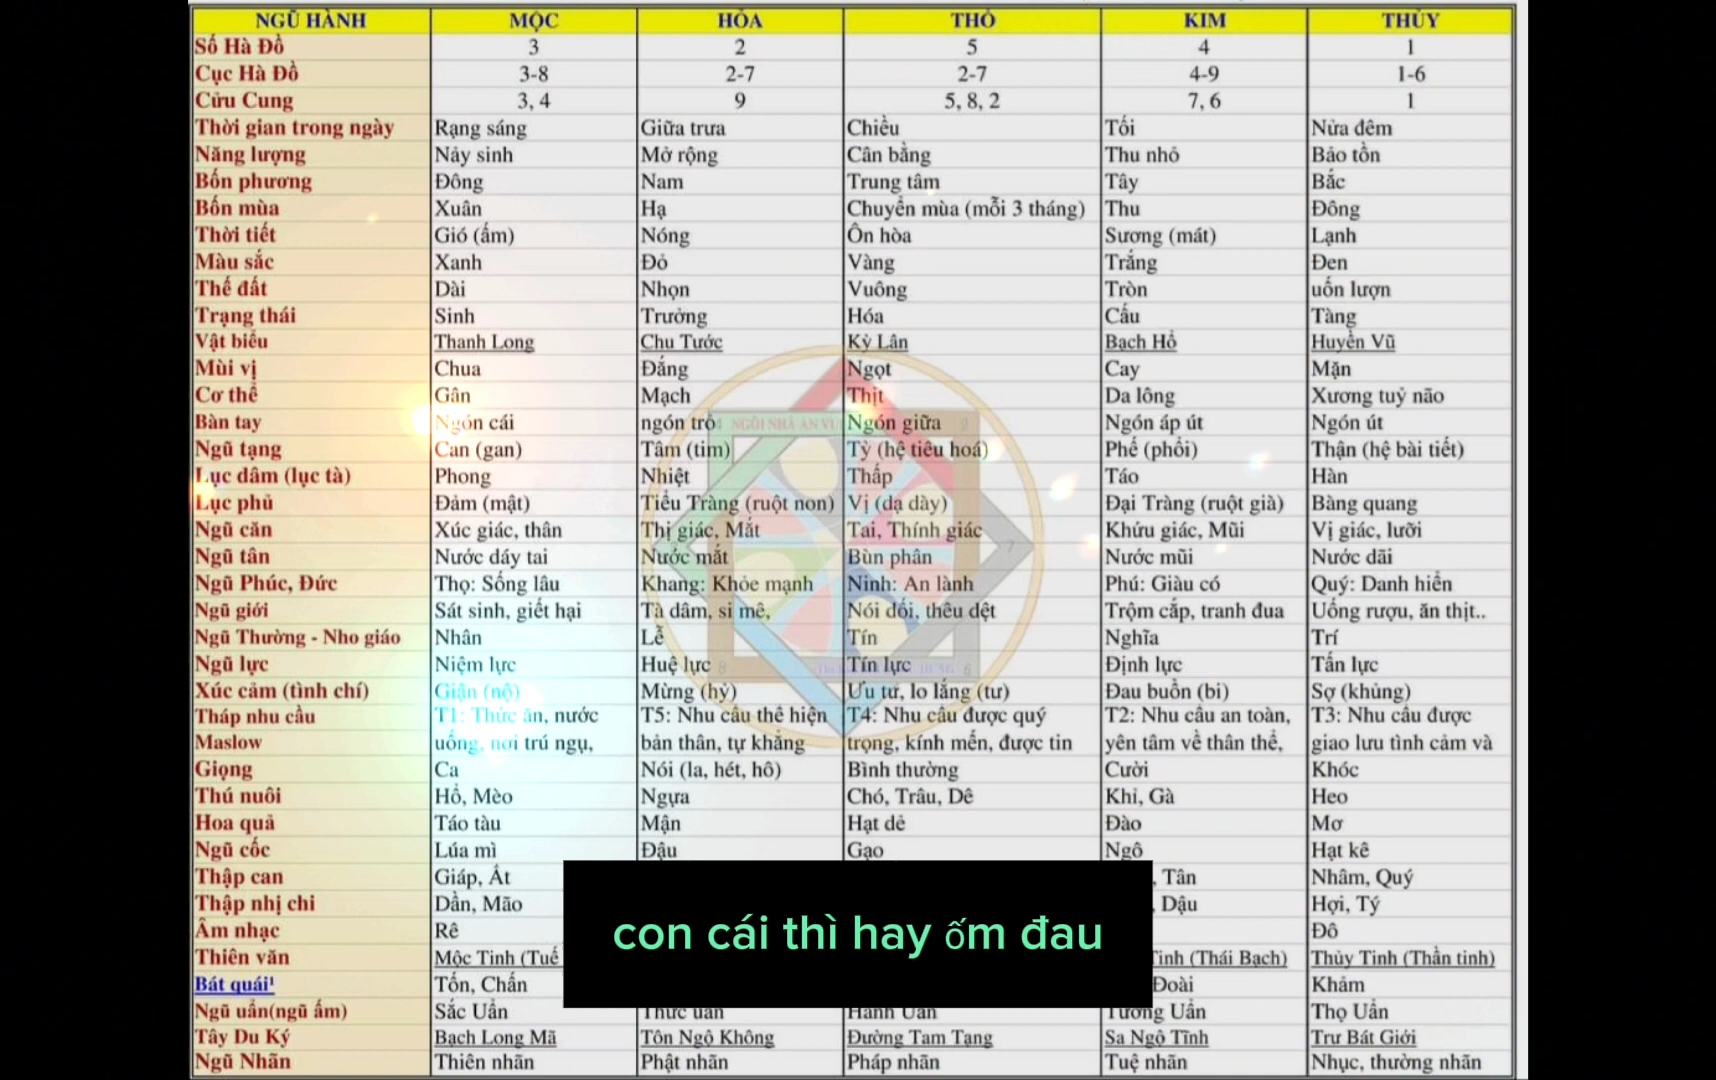 NGŨ HÀNH MỘC HỎA THỔ KIM THỦY
Số Hà Đồ 3 2 5 4 1
Cục Hà Đồ 3-8 2-7 2-7 4-9 1-6
Cửu Cung 3, 4 9 5, 8, 2 7, 6 1
Thời gian trong ngày Rạng sáng Giữa trưa Chiều Tối Nửa đêm
Năng lượng Nảy sinh Mở rộng Cân bằng Thu nhỏ Bảo tồn
Bốn phương Đông Nam Trung tâm Tây Bắc
Bốn mùa Xuân Hạ Chuyển mùa (mỗi 3 tháng) Thu Đông
Thời tiết Gió (ấm) Nóng Ôn hòa Sương (mát) Lạnh
Màu sắc Xanh Đỏ Vàng Trắng Đen
Thế đất Dài Nhọn Vuông Tròn uốn lượn
Trạng thái Sinh Trưởng Hóa Cấu Tàng
Vật biểu Thanh Long Chu Tước Kỳ Lân Bạch Hổ Huyền Vũ
Mùi vị Chua Đắng Ngọt Cay Mặn
Cơ thể Gân Mạch Thịt Da lông Xương tuỷ não
Bàn tay Ngón cái ngón trỏ Ngón giữa Ngón áp út Ngón út
NGÔI NHÀ AN VU
Ngũ tạng Can (gan) Tâm (tim) Tỳ (hệ tiêu hoá) Phế (phổi) Thận (hệ bài tiết)
Lục dâm (lục tà) Phong Nhiệt Thấp Táo Hàn
Lục phủ Đảm (mật) Tiểu Tràng (ruột non) Vị (dạ dày) Đại Tràng (ruột già) Bàng quang
Ngũ căn Xúc giác, thân Thị giác, Mắt Tai, Thính giác Khứu giác, Mũi Vị giác, lưỡi
Ngũ tân Nước dáy tai Nước mắt Bùn phân Nước mũi Nước dãi
Ngũ Phúc, Đức Thọ: Sống lâu Khang: Khỏe mạnh Ninh: An lành Phú: Giàu có Quý: Danh hiển
Ngũ giới Sát sinh, giết hại Tà dâm, si mê, Nói dối, thêu dệt Trộm cắp, tranh đua Uống rượu, ăn thịt..
Ngũ Thường - Nho giáo Nhân Lễ Tín Nghĩa Trí
Ngũ lực Niệm lực Huệ lực Tín lực Định lực Tấn lực
Xúc cảm (tình chí) Giận (nộ) Mừng (hỷ) Ưu tư, lo lắng (tư) Đau buồn (bi) Sợ (khủng)
Tháp nhu cầu T1: Thức ăn, nước T5: Nhu cầu thể hiện T4: Nhu cầu được quý T2: Nhu cầu an toàn, T3: Nhu cầu được
Maslow uống, nơi trú ngụ, bản thân, tự khẳng trọng, kính mến, được tin yên tâm về thân thể, giao lưu tình cảm và
Giọng Ca Nói (la, hét, hô) Bình thường Cười Khóc
Thú nuôi Hổ, Mèo Ngựa Chó, Trâu, Dê Khỉ, Gà Heo
Hoa quả Táo tàu Mận Hạt dẻ Đào Mơ
Ngũ cốc Lúa mì Đậu Gạo Ngô Hạt kê
Thập can Giáp, Ất , Tân Nhâm, Quý
Thập nhị chi Dần, Mão , Dậu Hợi, Tý
Âm nhạc Rê Đô
con cái thì hay ốm đau
Thiên văn Mộc Tinh (Tuế Tinh (Thái Bạch) Thủy Tinh (Thần tinh)
Bát quái¹ Tốn, Chấn Đoài Khảm
Ngũ uẩn(ngũ ấm) Sắc Uẩn Thức uẩn Hành Uẩn Tưởng Uẩn Thọ Uẩn
Tây Du Ký Bạch Long Mã Tôn Ngộ Không Đường Tam Tạng Sa Ngộ Tĩnh Trư Bát Giới
Ngũ Nhãn Thiên nhãn Phật nhãn Pháp nhãn Tuệ nhãn Nhục, thường nhãn